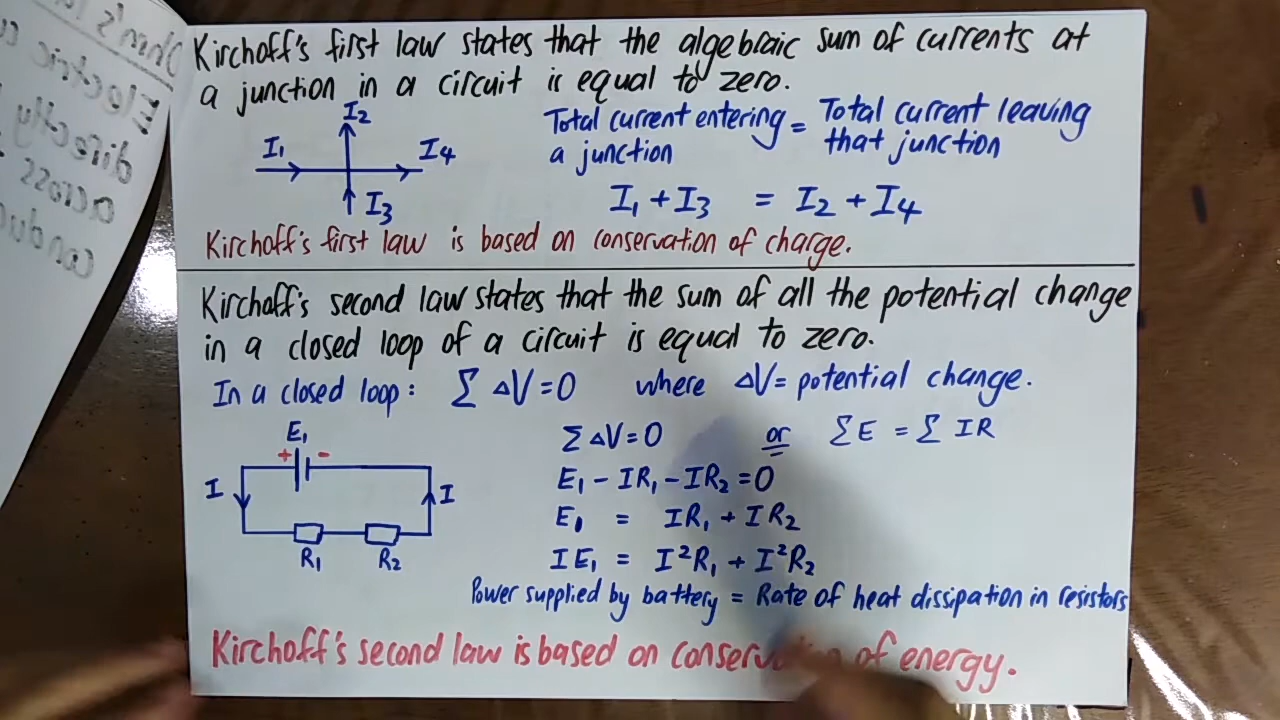 Kirchoff's first law states that the algebraic sum of currents at
a junction in a circuit is equal to zero.
I2
I1
I4
I3
Total current entering = Total current leaving
a junction that junction
I1 + I3 = I2 + I4
Kirchoff's first law is based on conservation of charge.
Kirchoff's second law states that the sum of all the potential change
in a closed loop of a circuit is equal to zero.
In a closed loop: Σ ΔV = 0 where ΔV = potential change.
E1
+ -
I
I
R1 R2
Σ ΔV = 0 or ΣE = Σ IR
E1 - IR1 - IR2 = 0
E1 = IR1 + IR2
IE1 = I²R1 + I²R2
Power supplied by battery = Rate of heat dissipation in resistors
Kirchoff's second law is based on conservation of energy.
Electric
directly
across